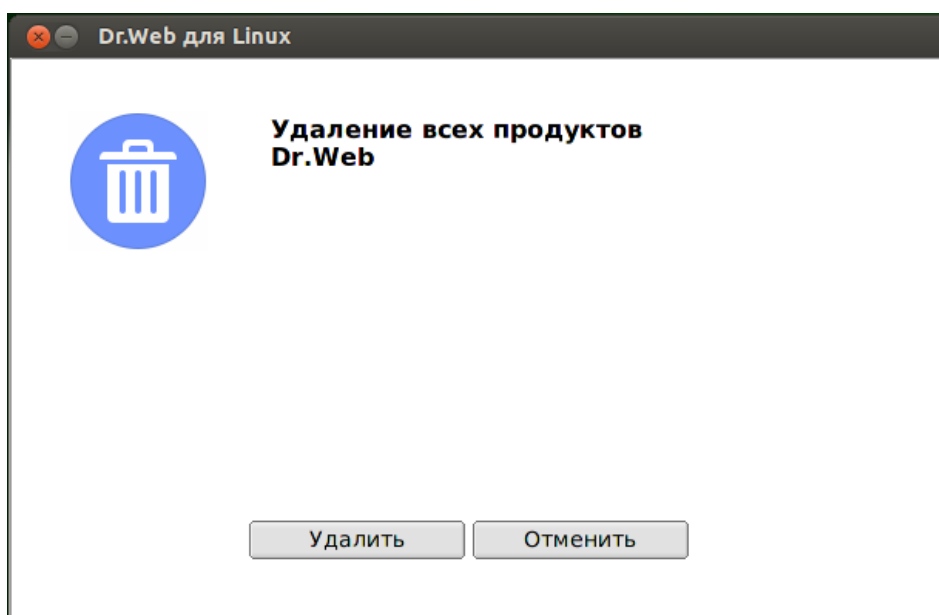 Dr.Web для Linux
Удаление всех продуктов
Dr.Web
Удалить
Отменить